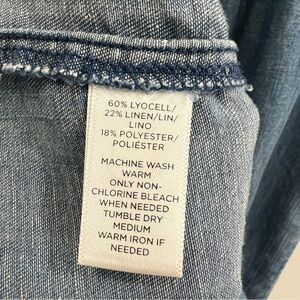 60% LYOCELL/
22% LINEN/LIN/
LINO
18% POLYESTER/
POLIÉSTER
MACHINE WASH
WARM
ONLY NON-
CHLORINE BLEACH
WHEN NEEDED
TUMBLE DRY
MEDIUM
WARM IRON IF
NEEDED